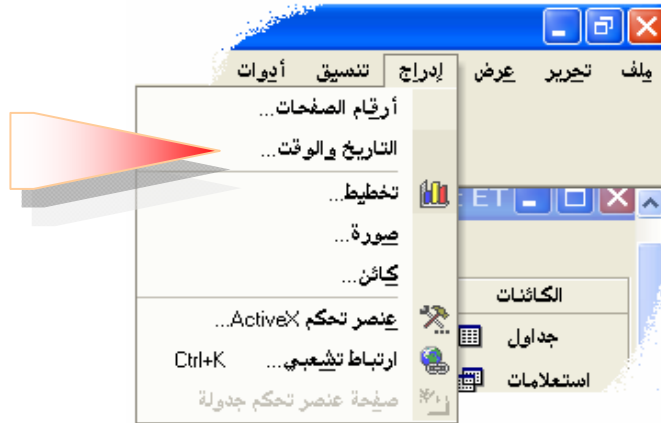 ملف تحرير عرض إدراج تنسيق أدوات
أرقام الصفحات...
التاريخ والوقت...
تخطيط...
صورة...
كائن...
عنصر تحكم ActiveX...
ارتباط تشعبي... Ctrl+K
صفحة عنصر تحكم جدولة
ET
الكائنات
جداول
استعلامات